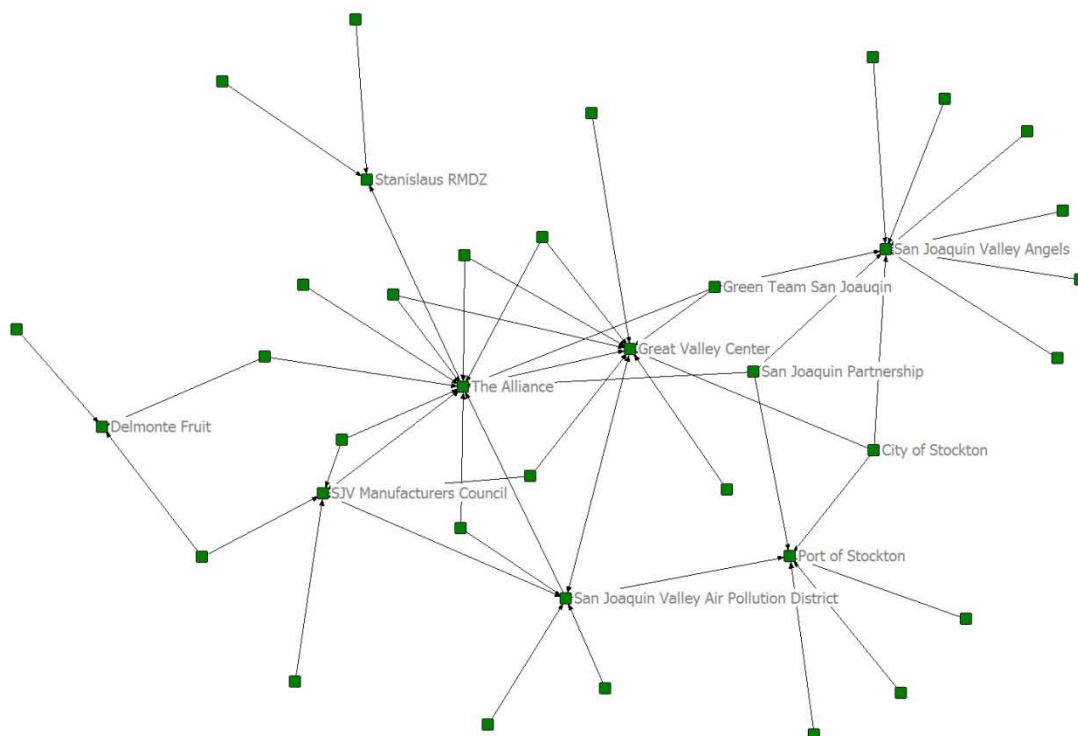 Stanislaus RMDZ
San Joaquin Valley Angels
Green Team San Joauqin
Great Valley Center
San Joaquin Partnership
The Alliance
Delmonte Fruit
City of Stockton
SJV Manufacturers Council
Port of Stockton
San Joaquin Valley Air Pollution District